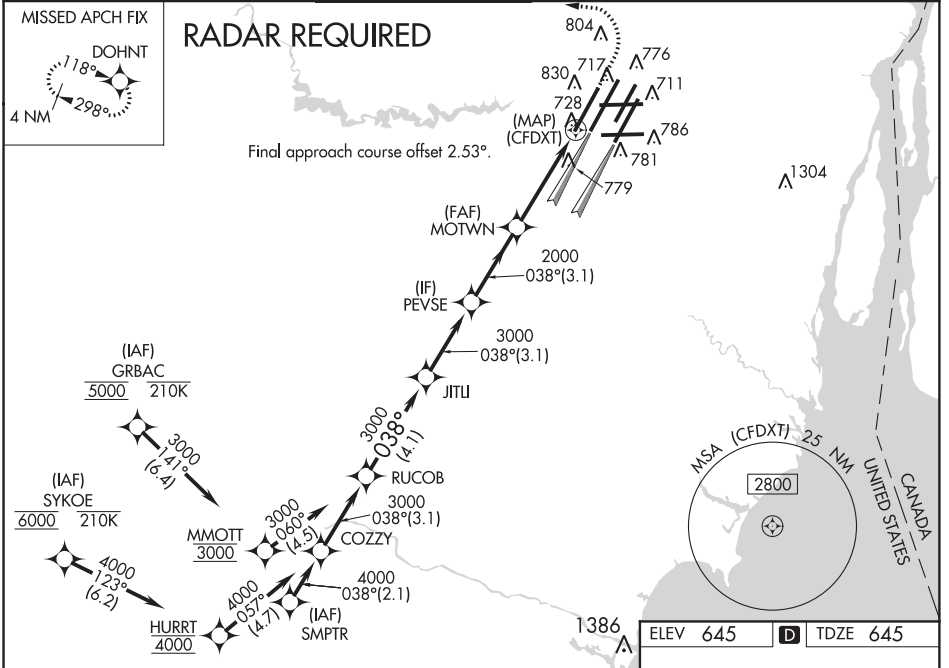 MISSED APCH FIX
DOHNT
118°
298°
4 NM
RADAR REQUIRED
Final approach course offset 2.53°.
804
776
717
830
711
728
(MAP)
(CFDXT)
786
781
779
1304
(FAF)
MOTWN
2000
038°(3.1)
(IF)
PEVSE
3000
038°(3.1)
JITLI
(IAF)
GRBAC
5000 210K
3000
141°
(6.4)
3000
038°
(4.1)
RUCOB
(IAF)
SYKOE
6000 210K
3000
038°(3.1)
COZZY
MMOTT
3000
3000
060°
(4.5)
4000
123°
(6.2)
4000
038°(2.1)
4000
057°
(4.7)
HURRT
4000
(IAF)
SMPTR
MSA (CFDXT) 25 NM
2800
CANADA
UNITED STATES
1386
ELEV 645 D TDZE 645